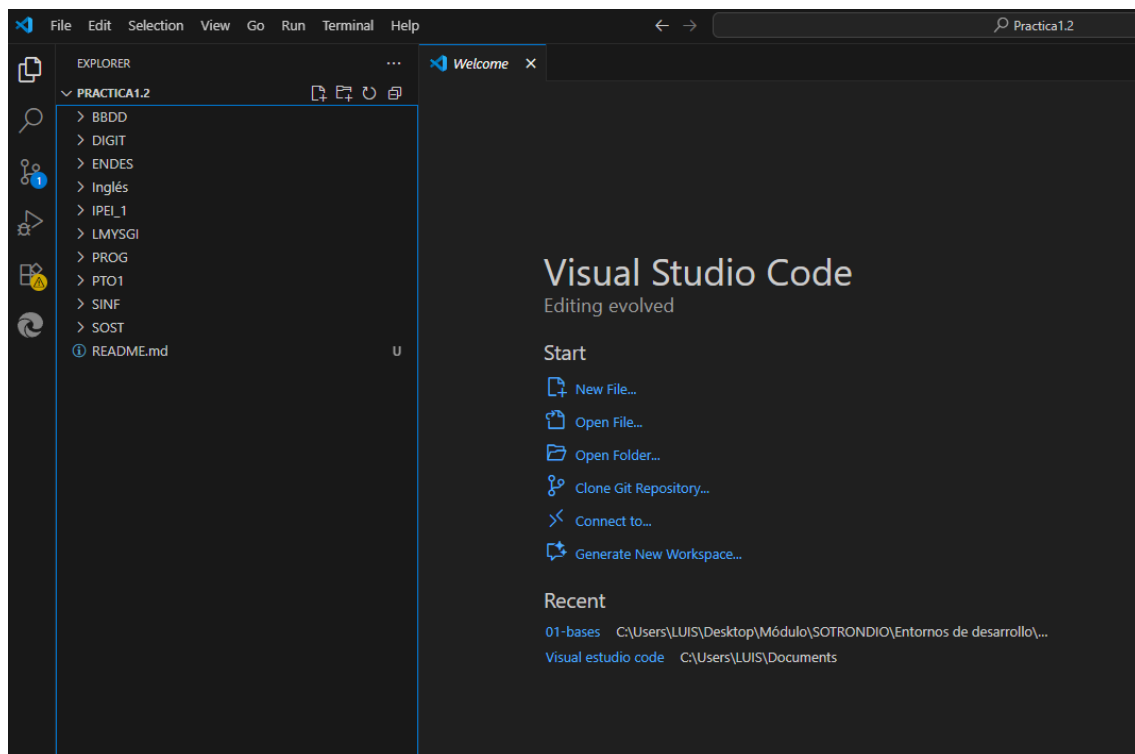 File Edit Selection View Go Run Terminal Help
Practica1.2
EXPLORER
Welcome
PRACTICA1.2
BBDD
DIGIT
ENDES
Inglés
IPEI_1
LMYSGI
PROG
PTO1
SINF
SOST
README.md U
1
Visual Studio Code
Editing evolved
Start
New File...
Open File...
Open Folder...
Clone Git Repository...
Connect to...
Generate New Workspace...
Recent
01-bases C:\Users\LUIS\Desktop\Módulo\SOTRONDIO\Entornos de desarrollo\...
Visual estudio code C:\Users\LUIS\Documents